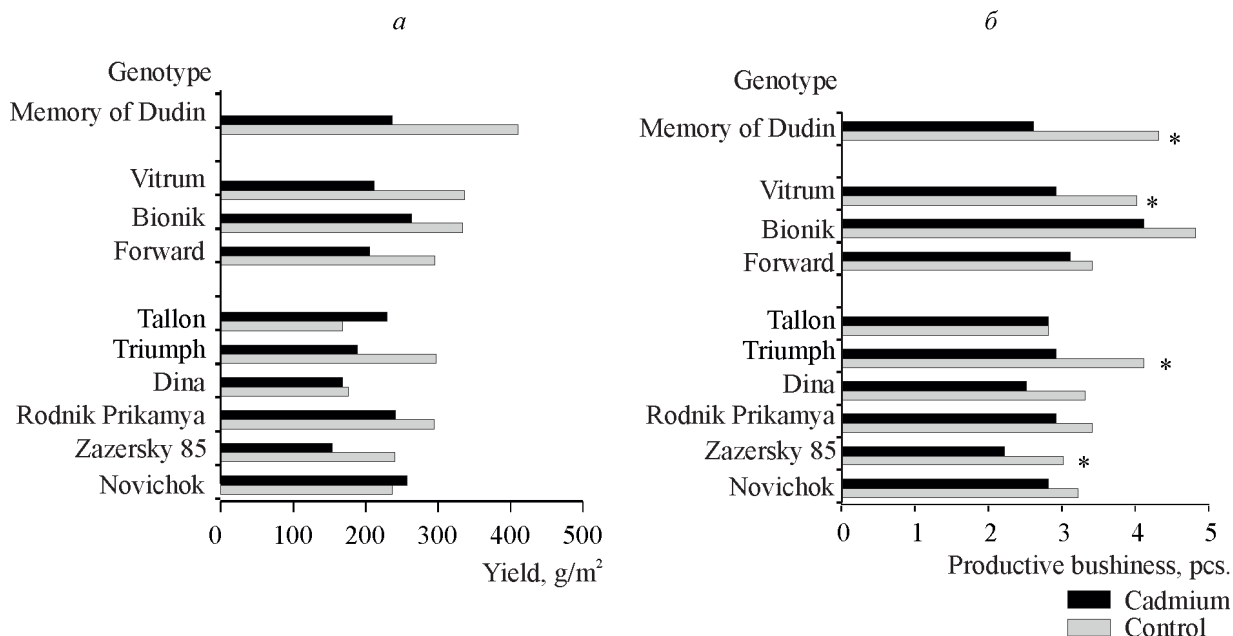 а
Genotype
Memory of Dudin
Vitrum
Bionik
Forward
Tallon
Triumph
Dina
Rodnik Prikamya
Zazersky 85
Novichok
0 100 200 300 400 500
Yield, g/m²
б
Genotype
Memory of Dudin *
Vitrum *
Bionik
Forward
Tallon
Triumph *
Dina
Rodnik Prikamya
Zazersky 85 *
Novichok
0 1 2 3 4 5
Productive bushiness, pcs.
Cadmium
Control